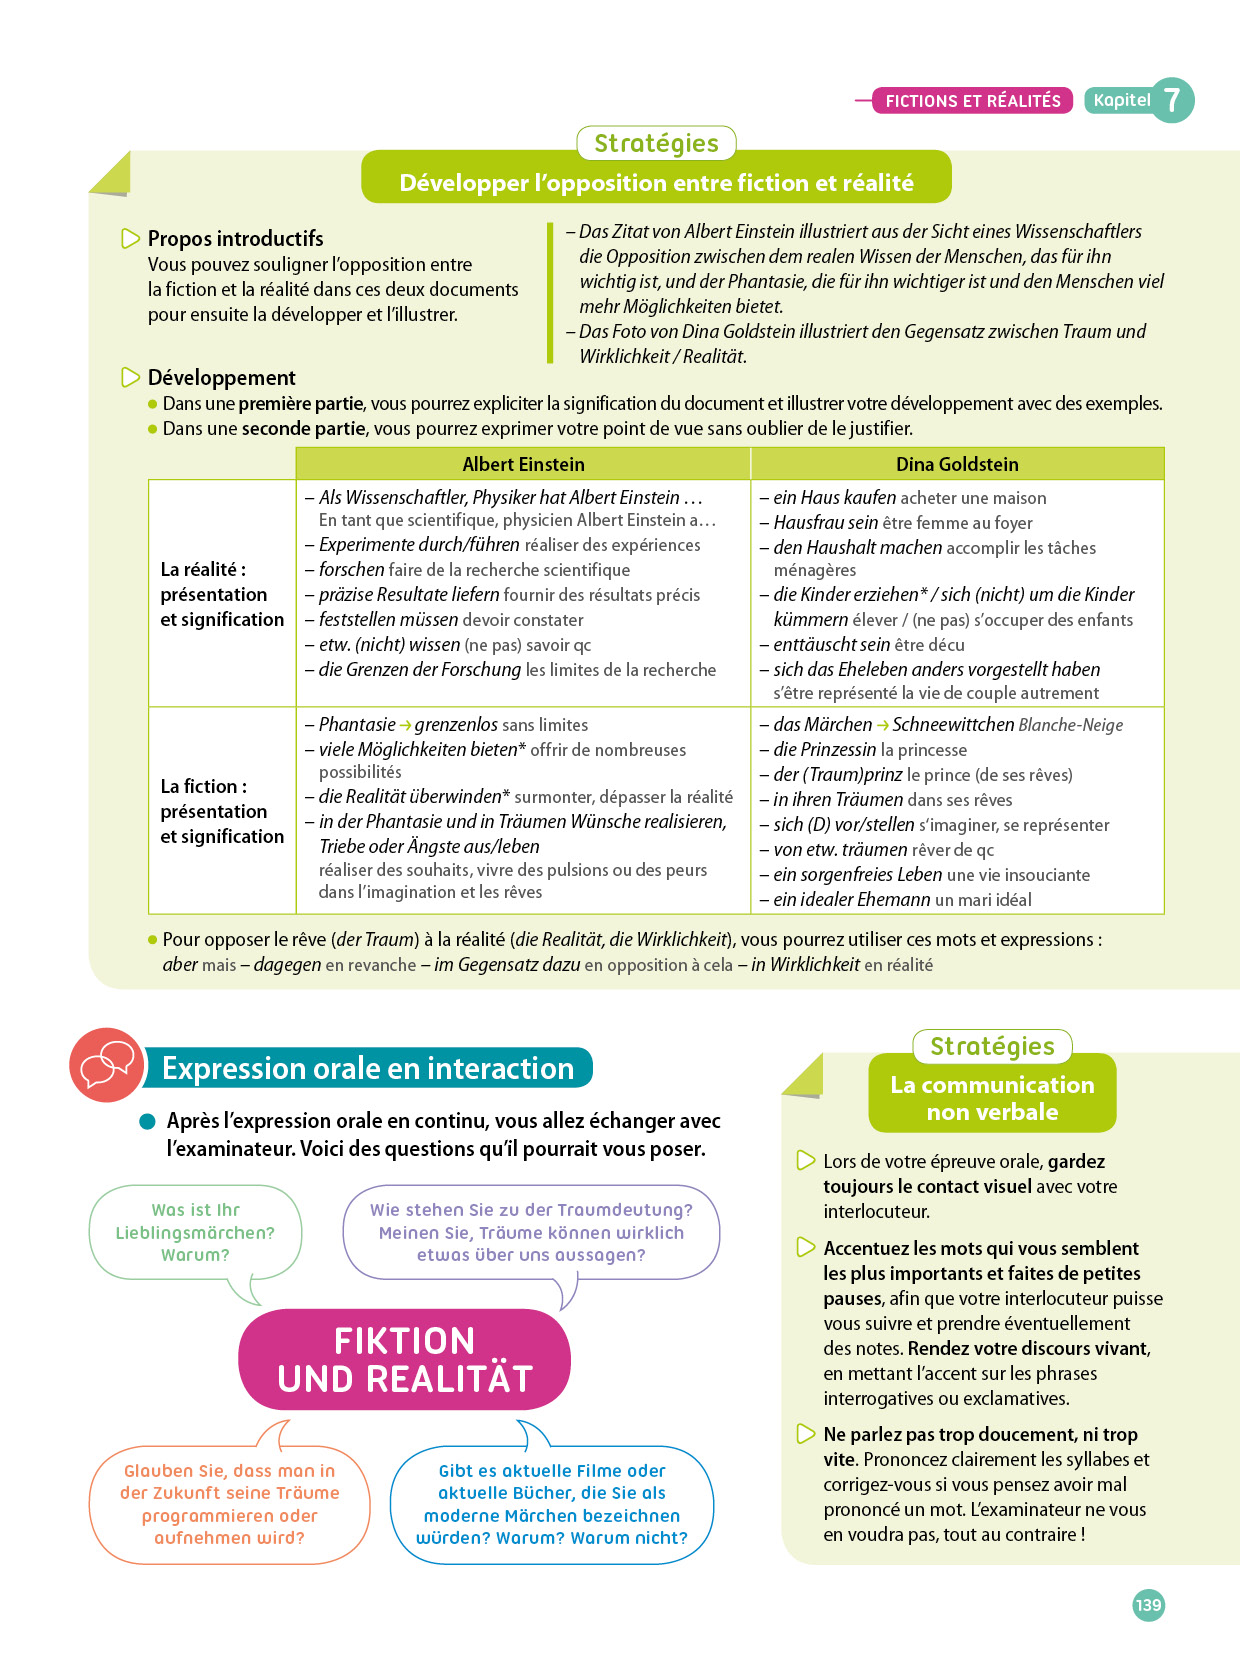 FICTIONS ET RÉALITÉS
Kapitel 7
Stratégies
Développer l'opposition entre fiction et réalité
Propos introductifs
Vous pouvez souligner l'opposition entre
la fiction et la réalité dans ces deux documents
pour ensuite la développer et l'illustrer.
– Das Zitat von Albert Einstein illustriert aus der Sicht eines Wissenschaftlers
die Opposition zwischen dem realen Wissen der Menschen, das für ihn
wichtig ist, und der Phantasie, die für ihn wichtiger ist und den Menschen viel
mehr Möglichkeiten bietet.
– Das Foto von Dina Goldstein illustriert den Gegensatz zwischen Traum und
Wirklichkeit / Realität.
Développement
• Dans une première partie, vous pourrez expliciter la signification du document et illustrer votre développement avec des exemples.
• Dans une seconde partie, vous pourrez exprimer votre point de vue sans oublier de le justifier.
Albert Einstein
Dina Goldstein
La réalité :
présentation
et signification
– Als Wissenschaftler, Physiker hat Albert Einstein …
En tant que scientifique, physicien Albert Einstein a…
– Experimente durch/führen réaliser des expériences
– forschen faire de la recherche scientifique
– präzise Resultate liefern fournir des résultats précis
– feststellen müssen devoir constater
– etw. (nicht) wissen (ne pas) savoir qc
– die Grenzen der Forschung les limites de la recherche
– ein Haus kaufen acheter une maison
– Hausfrau sein être femme au foyer
– den Haushalt machen accomplir les tâches
ménagères
– die Kinder erziehen* / sich (nicht) um die Kinder
kümmern élever / (ne pas) s'occuper des enfants
– enttäuscht sein être décu
– sich das Eheleben anders vorgestellt haben
s'être représenté la vie de couple autrement
La fiction :
présentation
et signification
– Phantasie → grenzenlos sans limites
– viele Möglichkeiten bieten* offrir de nombreuses
possibilités
– die Realität überwinden* surmonter, dépasser la réalité
– in der Phantasie und in Träumen Wünsche realisieren,
Triebe oder Ängste aus/leben
réaliser des souhaits, vivre des pulsions ou des peurs
dans l'imagination et les rêves
– das Märchen → Schneewittchen Blanche-Neige
– die Prinzessin la princesse
– der (Traum)prinz le prince (de ses rêves)
– in ihren Träumen dans ses rêves
– sich (D) vor/stellen s'imaginer, se représenter
– von etw. träumen rêver de qc
– ein sorgenfreies Leben une vie insouciante
– ein idealer Ehemann un mari idéal
• Pour opposer le rêve (der Traum) à la réalité (die Realität, die Wirklichkeit), vous pourrez utiliser ces mots et expressions :
aber mais – dagegen en revanche – im Gegensatz dazu en opposition à cela – in Wirklichkeit en réalité
Expression orale en interaction
• Après l'expression orale en continu, vous allez échanger avec
l'examinateur. Voici des questions qu'il pourrait vous poser.
Was ist Ihr
Lieblingsmärchen?
Warum?
Wie stehen Sie zu der Traumdeutung?
Meinen Sie, Träume können wirklich
etwas über uns aussagen?
FIKTION
UND REALITÄT
Glauben Sie, dass man in
der Zukunft seine Träume
programmieren oder
aufnehmen wird?
Gibt es aktuelle Filme oder
aktuelle Bücher, die Sie als
moderne Märchen bezeichnen
würden? Warum? Warum nicht?
Stratégies
La communication
non verbale
Lors de votre épreuve orale, gardez
toujours le contact visuel avec votre
interlocuteur.
Accentuez les mots qui vous semblent
les plus importants et faites de petites
pauses, afin que votre interlocuteur puisse
vous suivre et prendre éventuellement
des notes. Rendez votre discours vivant,
en mettant l'accent sur les phrases
interrogatives ou exclamatives.
Ne parlez pas trop doucement, ni trop
vite. Prononcez clairement les syllabes et
corrigez-vous si vous pensez avoir mal
prononcé un mot. L'examinateur ne vous
en voudra pas, tout au contraire !
139